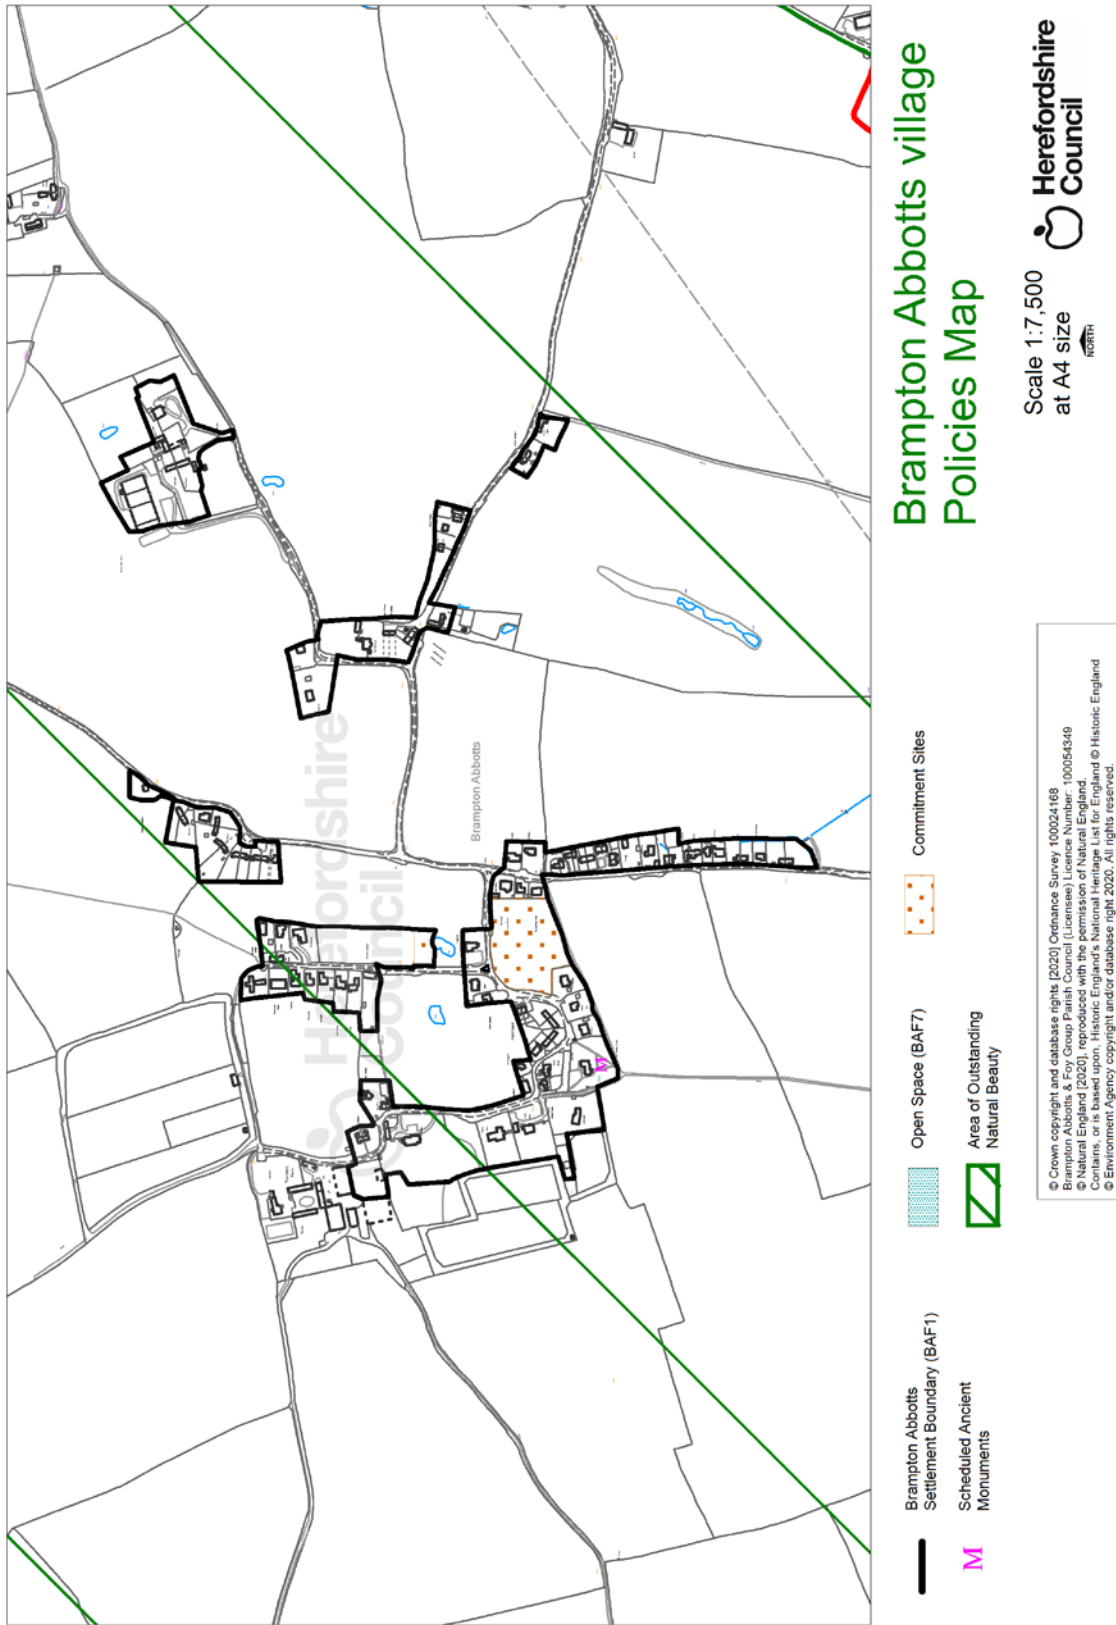 Brampton Abbotts
Herefordshire
Council
Brampton Abbotts village
Policies Map
Scale 1:7,500
at A4 size
NORTH
Herefordshire
Council
Brampton Abbotts
Settlement Boundary (BAF1)
M
Scheduled Ancient
Monuments
Open Space (BAF7)
Area of Outstanding
Natural Beauty
Commitment Sites
M
© Crown copyright and database rights [2020] Ordnance Survey 100024168
Brampton Abbotts & Foy Group Parish Council (Licensee) Licence Number: 100054349
© Natural England [2020], reproduced with the permission of Natural England.
Contains, or is based upon, Historic England's National Heritage List for England © Historic England
© Environment Agency copyright and/or database right 2020. All rights reserved.